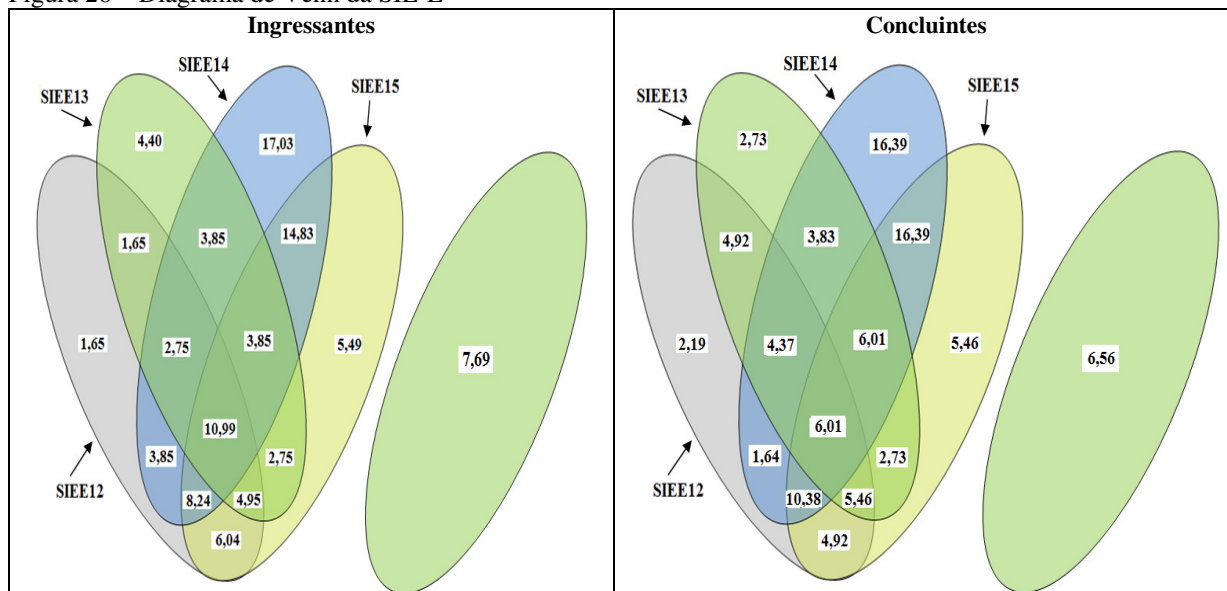 Figura 26 – Diagrama de Venn da SIE-E
Ingressantes
SIEE14
SIEE15
SIEE13
4,40
17,03
1,65
3,85
14,83
1,65
2,75
3,85
5,49
7,69
10,99
3,85
2,75
SIEE12
8,24
4,95
6,04
Concluintes
SIEE14
SIEE15
SIEE13
2,73
16,39
4,92
3,83
16,39
2,19
4,37
6,01
5,46
6,56
6,01
1,64
2,73
SIEE12
10,38
5,46
4,92